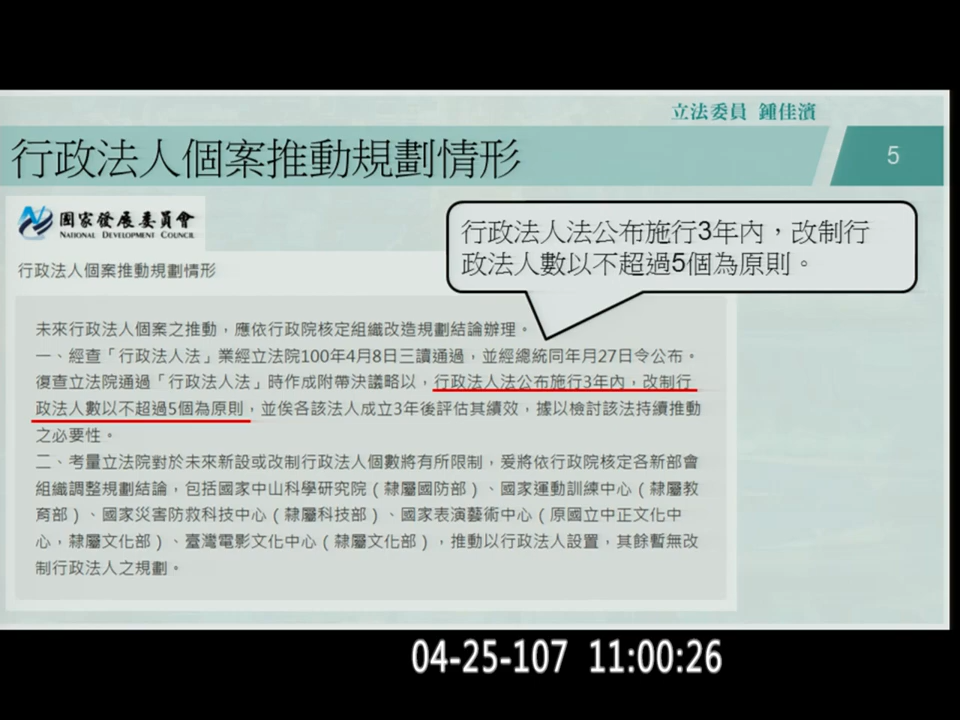 立法委員 鍾佳濱
行政法人個案推動規劃情形
5
國家發展委員會
NATIONAL DEVELOPMENT COUNCIL
行政法人法公布施行3年內，改制行
政法人數以不超過5個為原則。
行政法人個案推動規劃情形
未來行政法人個案之推動，應依行政院核定組織改造規劃結論辦理。
一、經查「行政法人法」業經立法院100年4月8日三讀通過，並經總統同年月27日令公布。
復查立法院通過「行政法人法」時作成附帶決議略以，行政法人法公布施行3年內，改制行
政法人數以不超過5個為原則，並俟各該法人成立3年後評估其績效，據以檢討該法持續推動
之必要性。
二、考量立法院對於未來新設或改制行政法人個數將有所限制，爰將依行政院核定各新部會
組織調整規劃結論，包括國家中山科學研究院（隸屬國防部）、國家運動訓練中心（隸屬教
育部）、國家災害防救科技中心（隸屬科技部）、國家表演藝術中心（原國立中正文化中
心，隸屬文化部）、臺灣電影文化中心（隸屬文化部），推動以行政法人設置，其餘暫無改
制行政法人之規劃。
04-25-107 11:00:26